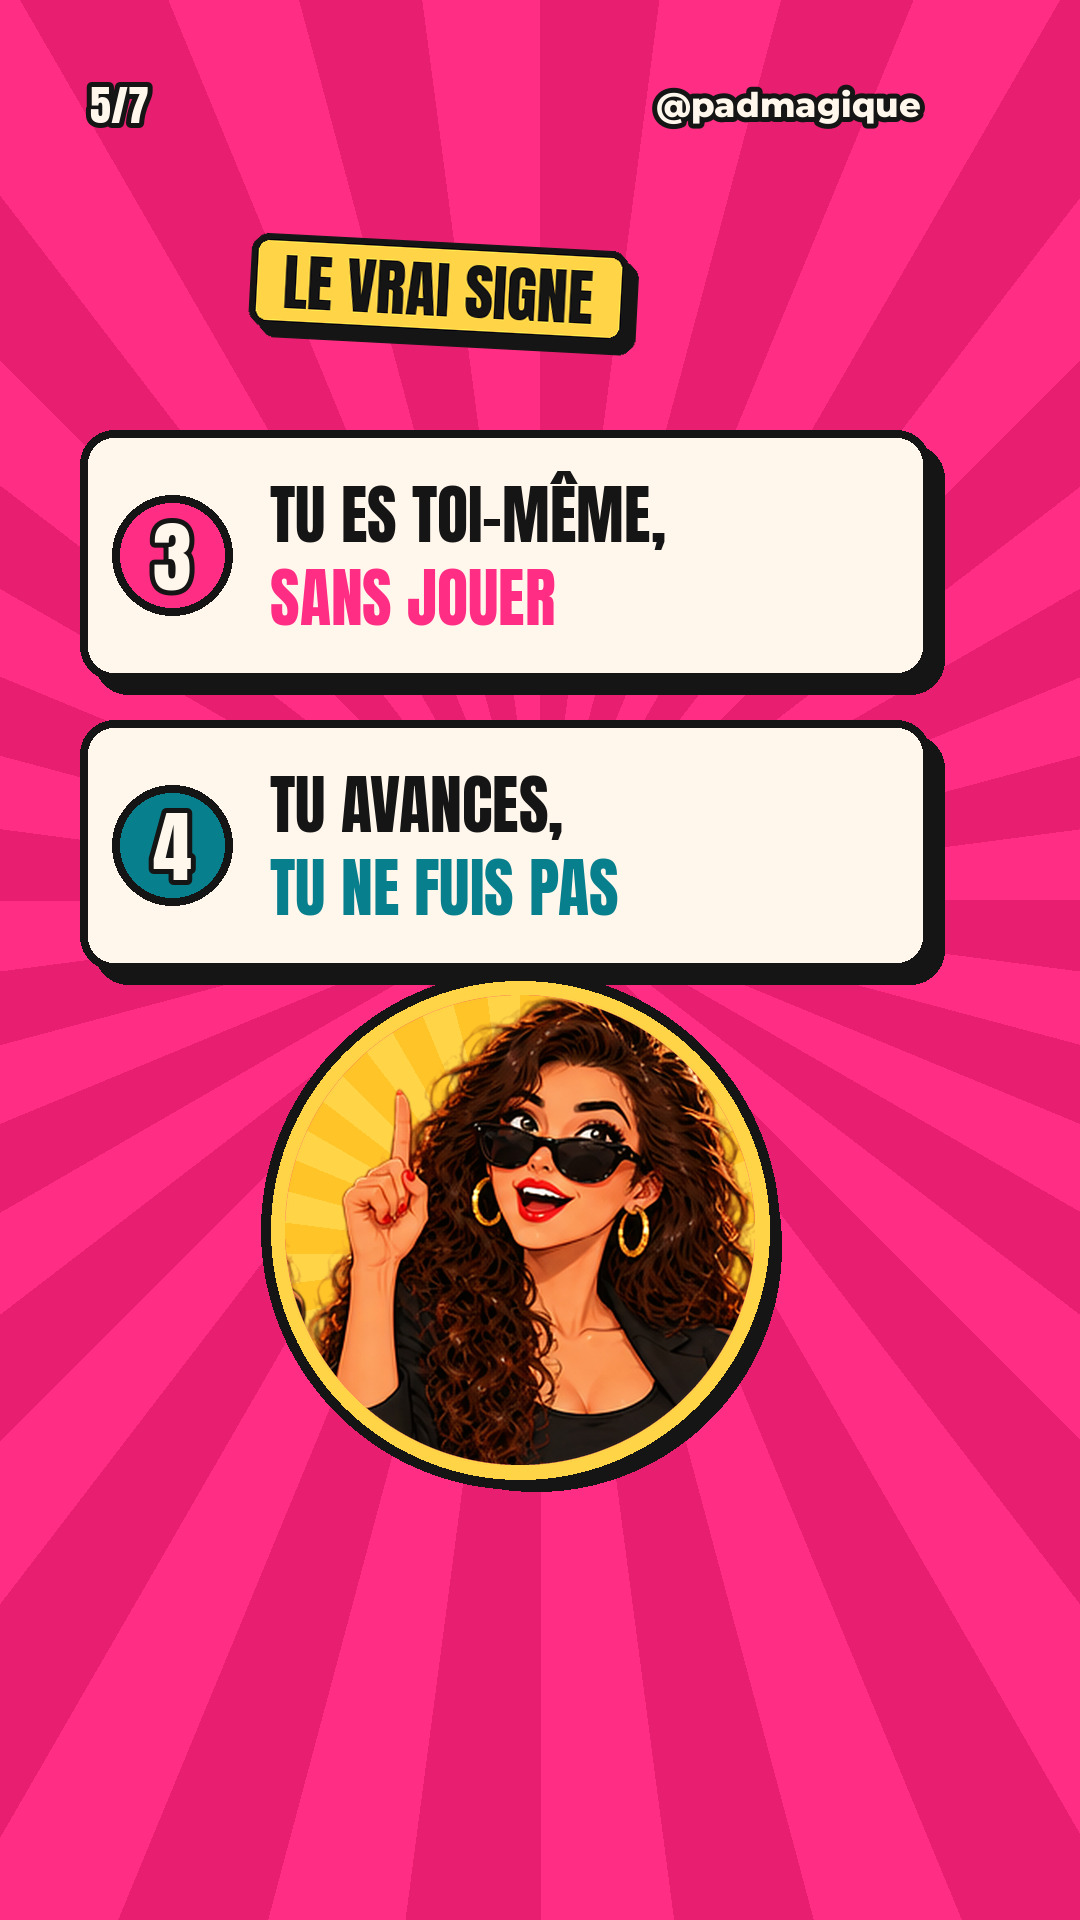 5/7
@padmagique
LE VRAI SIGNE
3
TU ES TOI-MÊME,
SANS JOUER
4
TU AVANCES,
TU NE FUIS PAS